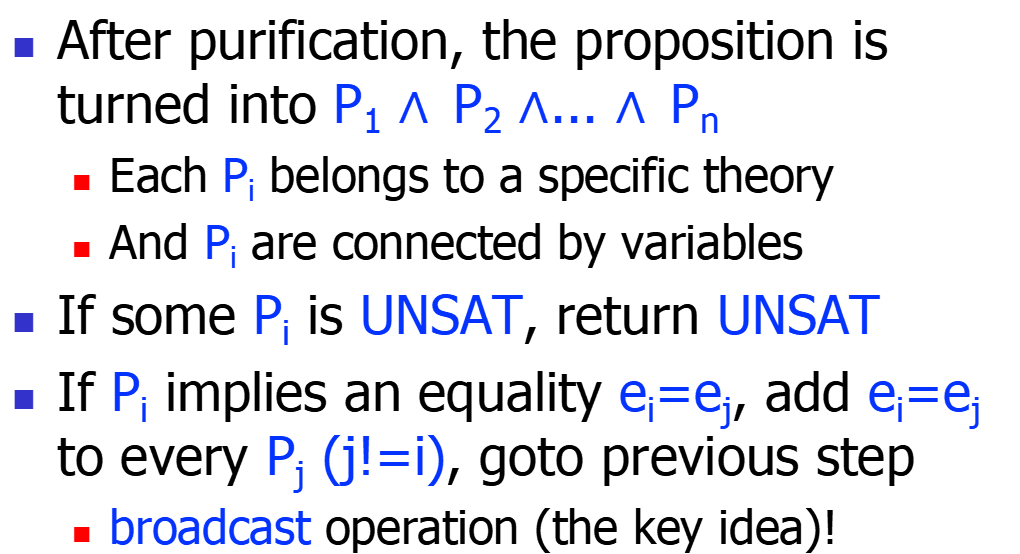 After purification, the proposition is
turned into P₁ ∧ P₂ ∧... ∧ Pₙ
Each Pᵢ belongs to a specific theory
And Pᵢ are connected by variables
If some Pᵢ is UNSAT, return UNSAT
If Pᵢ implies an equality eᵢ=eⱼ, add eᵢ=eⱼ
to every Pⱼ (j!=i), goto previous step
broadcast operation (the key idea)!